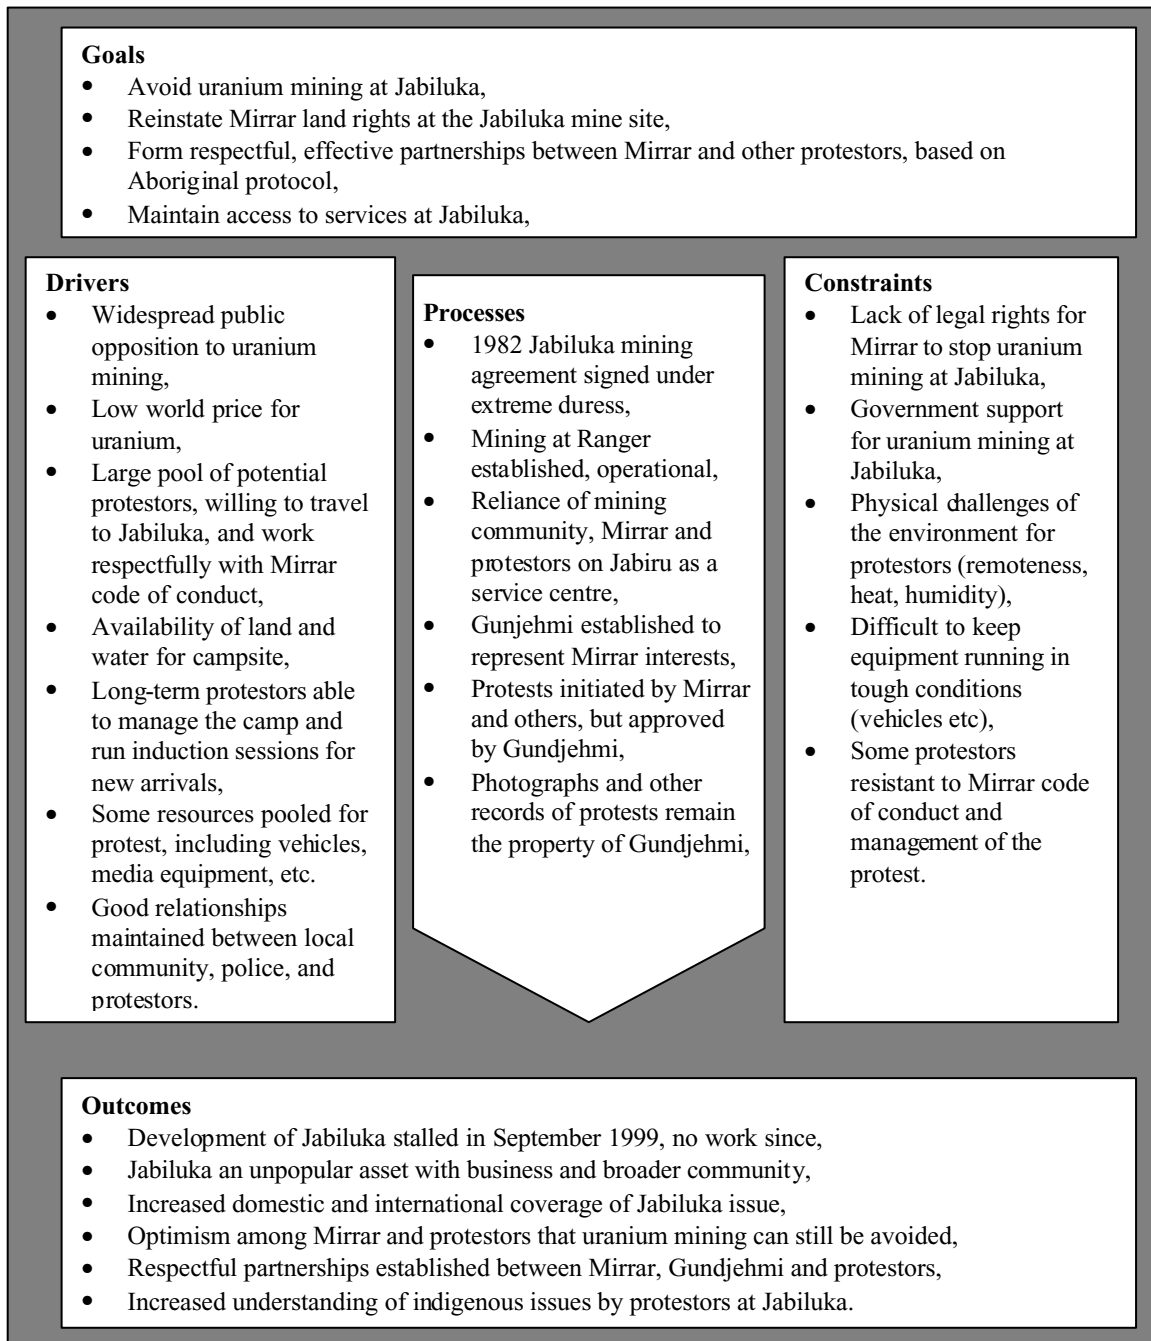 Goals
• Avoid uranium mining at Jabiluka,
• Reinstate Mirrar land rights at the Jabiluka mine site,
• Form respectful, effective partnerships between Mirrar and other protestors, based on
Aboriginal protocol,
• Maintain access to services at Jabiluka,
Drivers
• Widespread public
opposition to uranium
mining,
• Low world price for
uranium,
• Large pool of potential
protestors, willing to travel
to Jabiluka, and work
respectfully with Mirrar
code of conduct,
• Availability of land and
water for campsite,
• Long-term protestors able
to manage the camp and
run induction sessions for
new arrivals,
• Some resources pooled for
protest, including vehicles,
media equipment, etc.
• Good relationships
maintained between local
community, police, and
protestors.
Processes
• 1982 Jabiluka mining
agreement signed under
extreme duress,
• Mining at Ranger
established, operational,
• Reliance of mining
community, Mirrar and
protestors on Jabiru as a
service centre,
• Gunjehmi established to
represent Mirrar interests,
• Protests initiated by Mirrar
and others, but approved
by Gundjehmi,
• Photographs and other
records of protests remain
the property of Gundjehmi,
Constraints
• Lack of legal rights for
Mirrar to stop uranium
mining at Jabiluka,
• Government support
for uranium mining at
Jabiluka,
• Physical challenges of
the environment for
protestors (remoteness,
heat, humidity),
• Difficult to keep
equipment running in
tough conditions
(vehicles etc),
• Some protestors
resistant to Mirrar code
of conduct and
management of the
protest.
Outcomes
• Development of Jabiluka stalled in September 1999, no work since,
• Jabiluka an unpopular asset with business and broader community,
• Increased domestic and international coverage of Jabiluka issue,
• Optimism among Mirrar and protestors that uranium mining can still be avoided,
• Respectful partnerships established between Mirrar, Gundjehmi and protestors,
• Increased understanding of indigenous issues by protestors at Jabiluka.